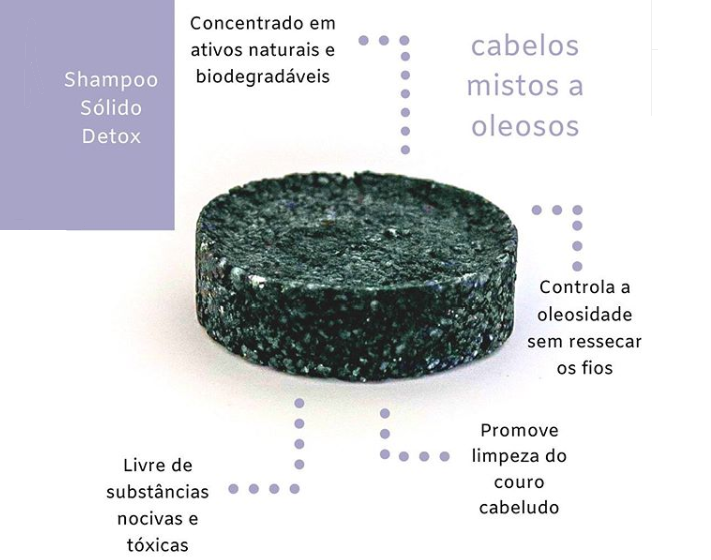 Shampoo
Sólido
Detox
Concentrado em
ativos naturais e
biodegradáveis
cabelos
mistos a
oleosos
Controla a
oleosidade
sem ressecar
os fios
Promove
limpeza do
couro
cabeludo
Livre de
substâncias
nocivas e
tóxicas